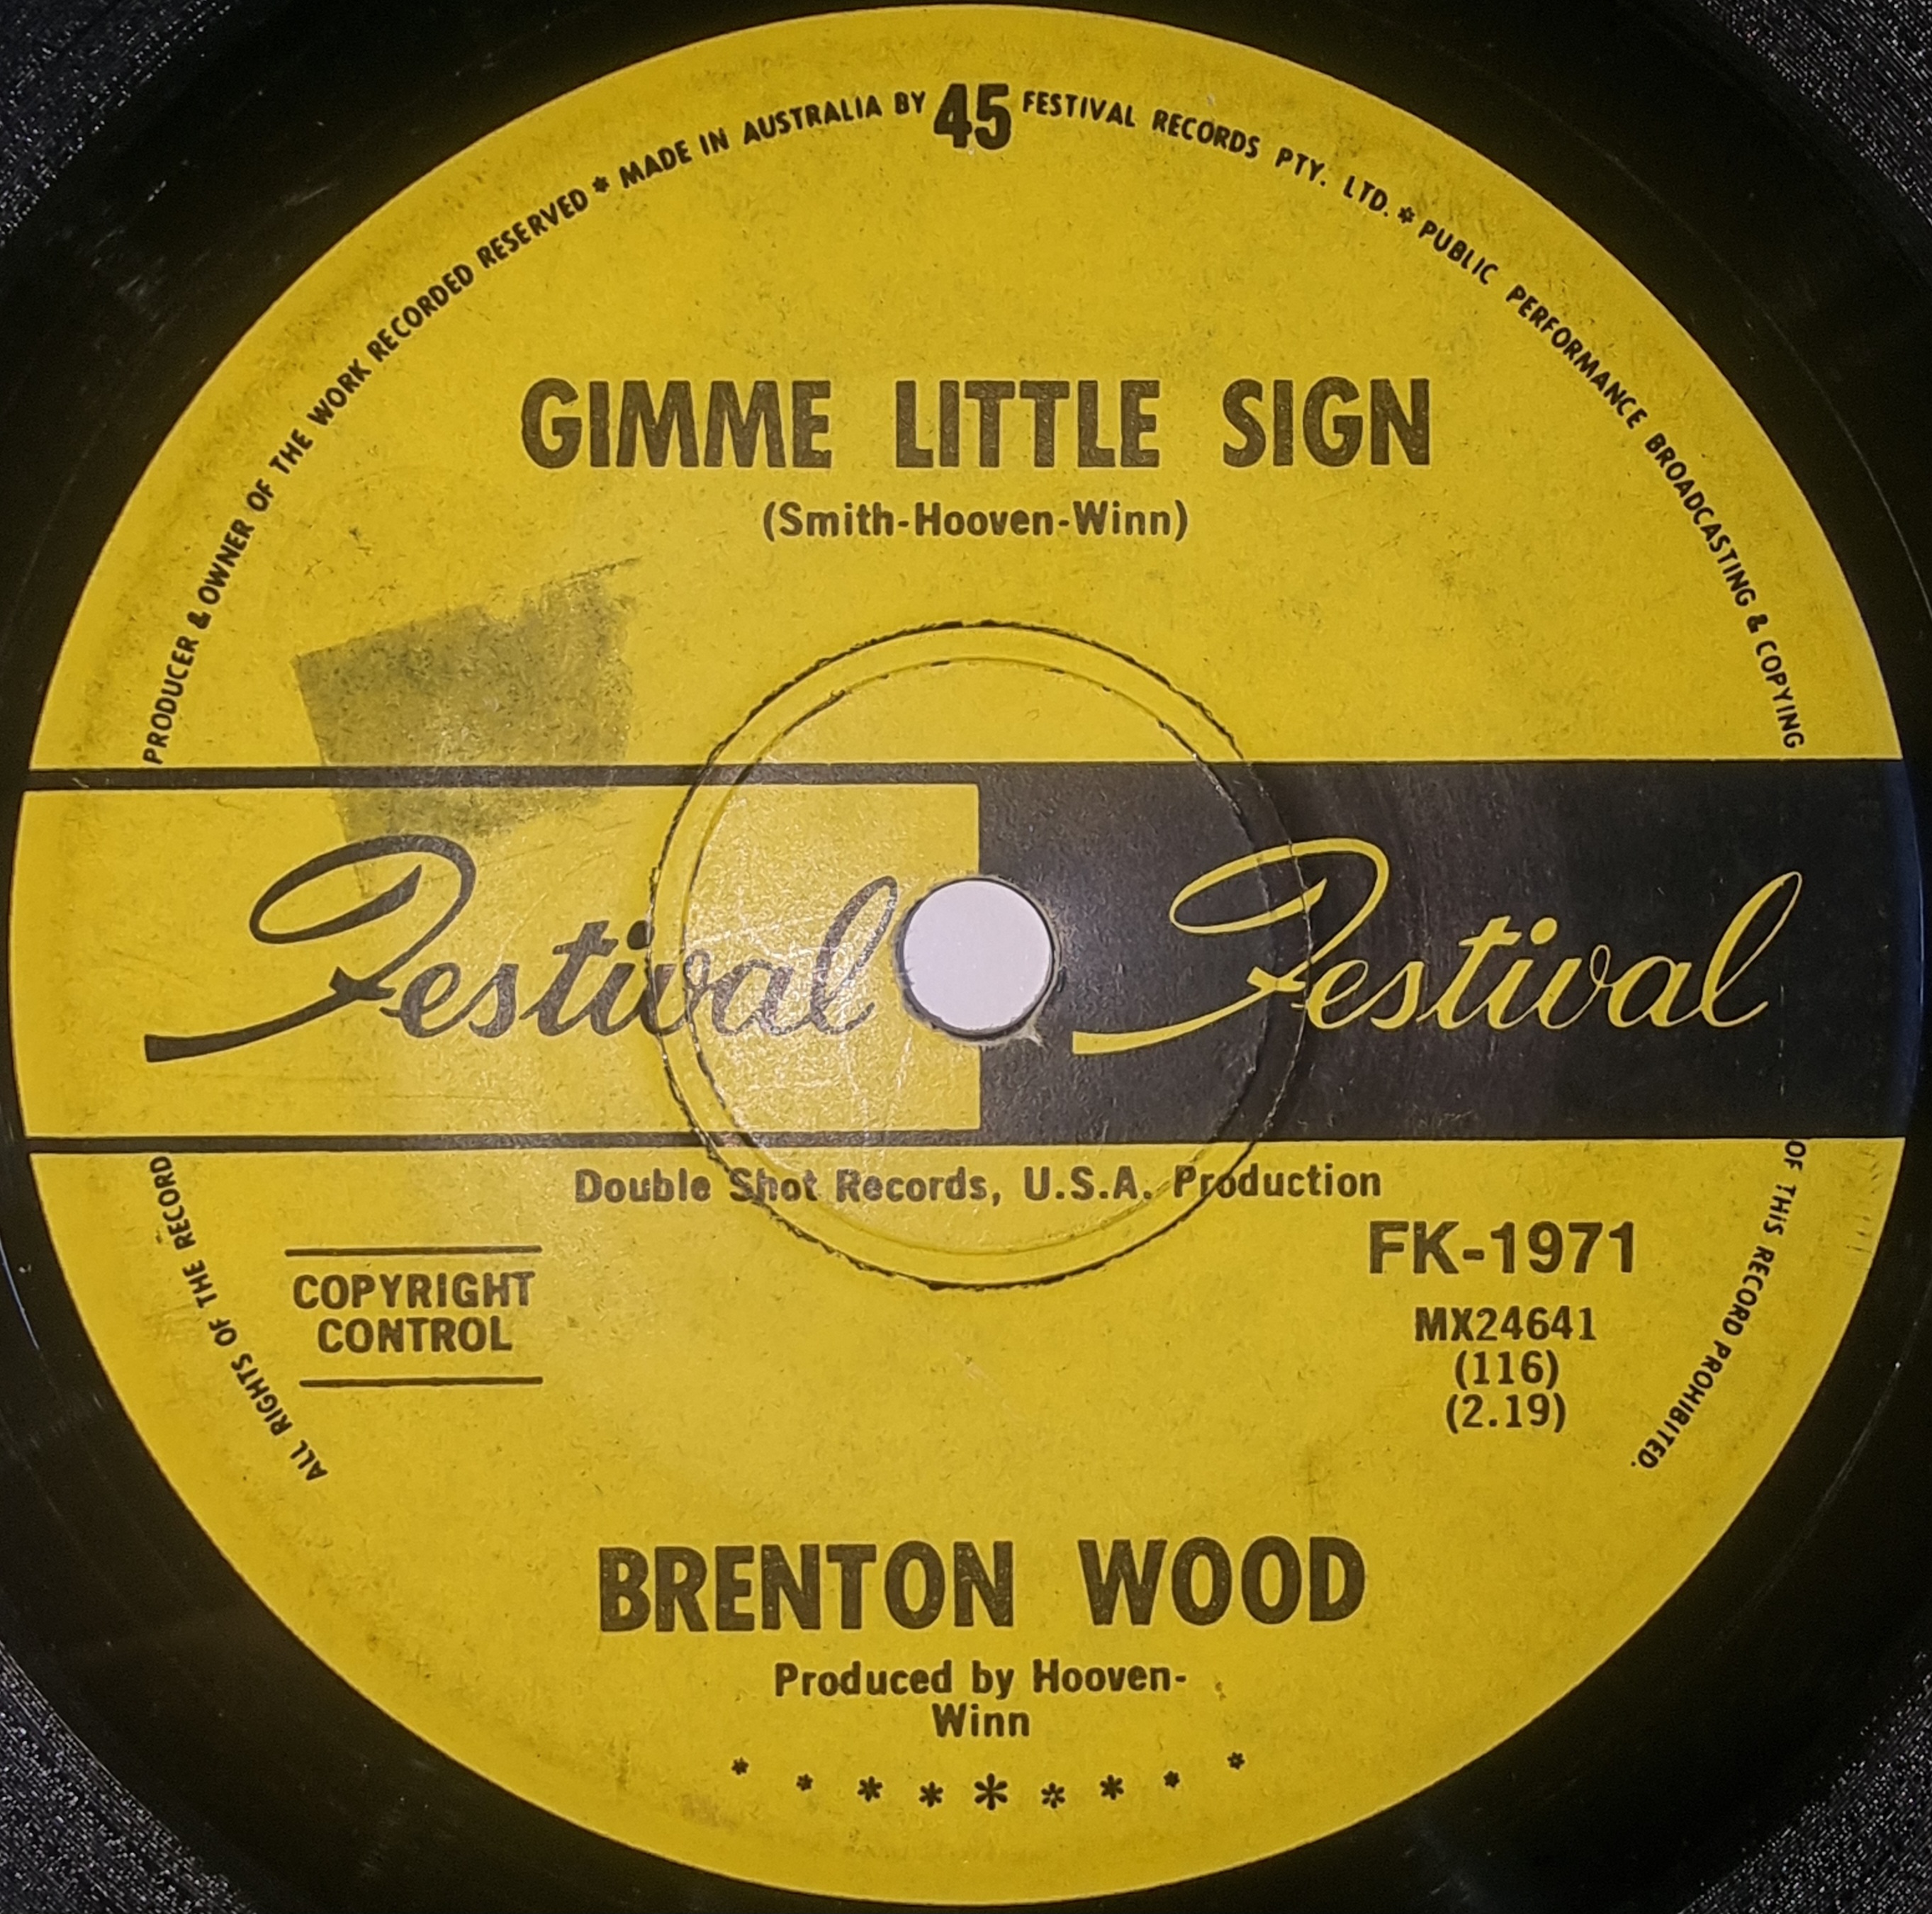 PRODUCER & OWNER OF THE WORK RECORDED RESERVED * MADE IN AUSTRALIA BY 45 FESTIVAL RECORDS PTY. LTD. * PUBLIC PERFORMANCE BROADCASTING & COPYING
GIMME LITTLE SIGN
(Smith-Hooven-Winn)
Festival Festival
Double Shot Records, U.S.A. Production
ALL RIGHTS OF THE RECORD
OF THIS RECORD PROHIBITED.
COPYRIGHT
CONTROL
FK-1971
MX24641
(116)
(2.19)
BRENTON WOOD
Produced by Hooven-
Winn
* * * * * * * * *